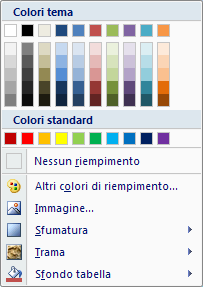 Colori tema
Colori standard
Nessun riempimento
Altri colori di riempimento...
Immagine...
Sfumatura
Trama
Sfondo tabella